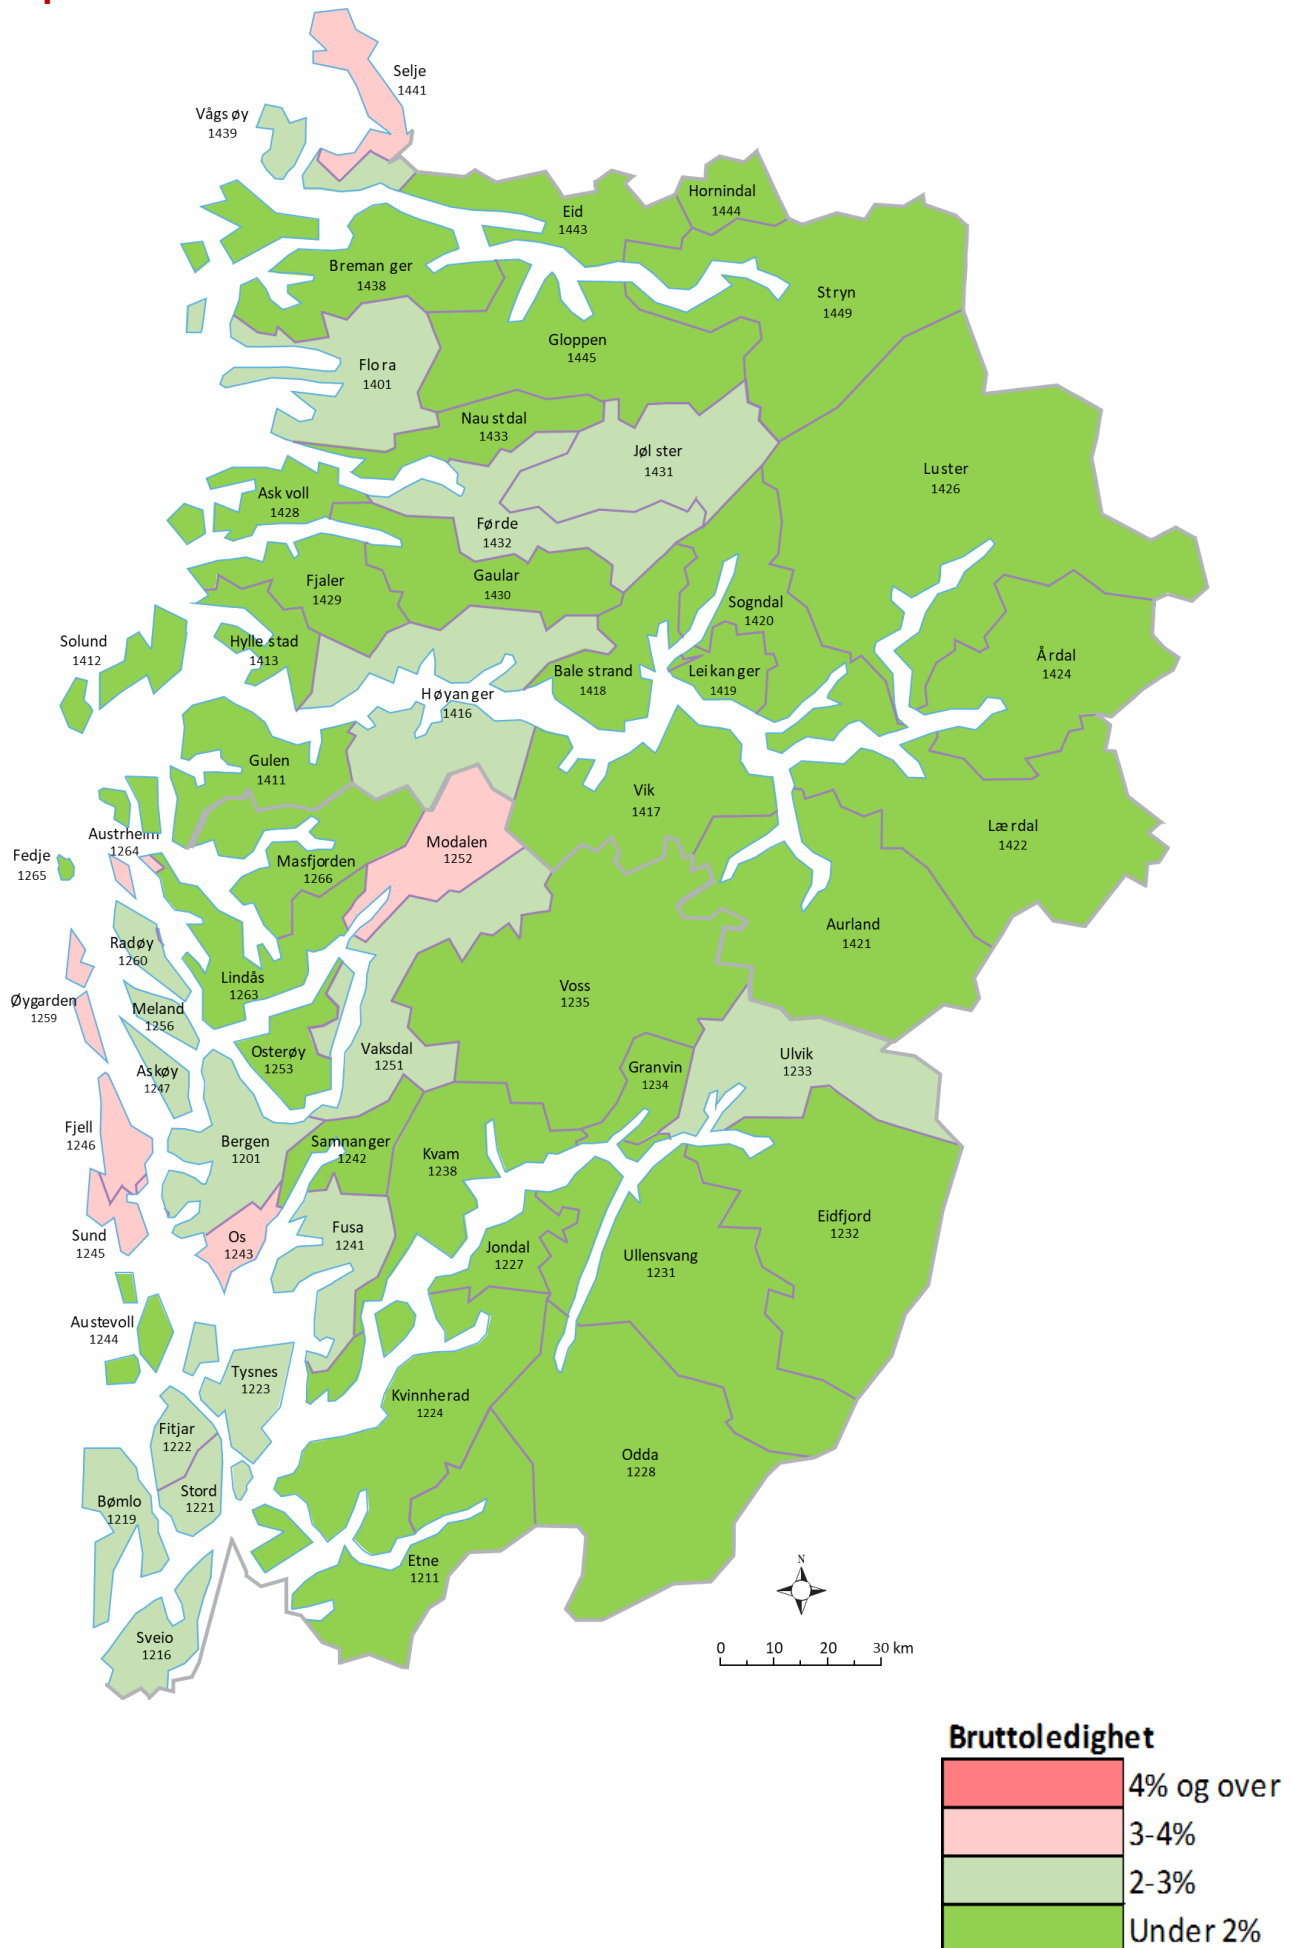 Selje
1441
Vågsøy
1439
Hornindal
1444
Eid
1443
Bremanger
1438
Stryn
1449
Gloppen
1445
Flora
1401
Naustdal
1433
Jølster
1431
Luster
1426
Askvoll
1428
Førde
1432
Gaular
1430
Fjaler
1429
Sogndal
1420
Solund
1412
Hyllestad
1413
Årdal
1424
Balestrand
1418
Leikanger
1419
Høyanger
1416
Gulen
1411
Vik
1417
Lærdal
1422
Austrheim
1264
Modalen
1252
Fedje
1265
Masfjorden
1266
Aurland
1421
Radøy
1260
Lindås
1263
Voss
1235
Øygarden
1259
Meland
1256
Osterøy
1253
Vaksdal
1251
Ulvik
1233
Granvin
1234
Askøy
1247
Fjell
1246
Bergen
1201
Samnanger
1242
Kvam
1238
Eidfjord
1232
Sund
1245
Os
1243
Fusa
1241
Jondal
1227
Ullensvang
1231
Austevoll
1244
Tysnes
1223
Kvinnherad
1224
Fitjar
1222
Odda
1228
Stord
1221
Bømlo
1219
Etne
1211
N
Sveio
1216
0 10 20 30 km
Bruttoledighet
4% og over
3-4%
2-3%
Under 2%